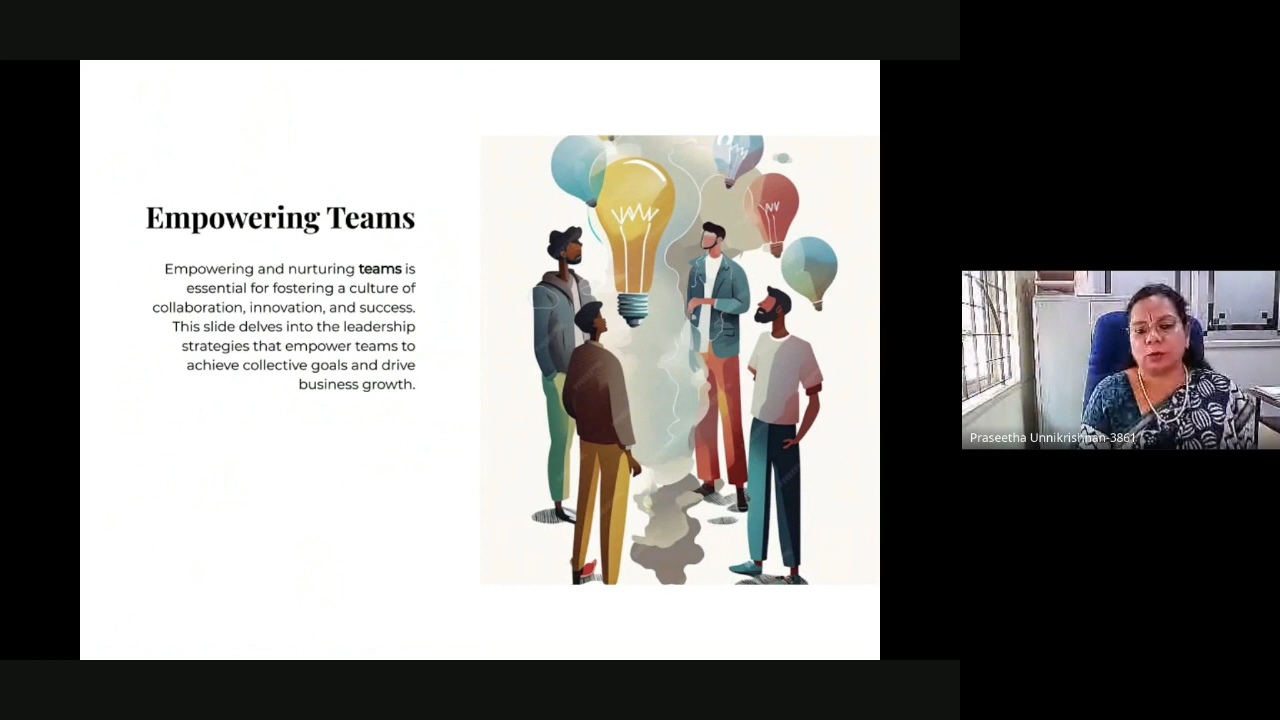 Empowering Teams
Empowering and nurturing teams is
essential for fostering a culture of
collaboration, innovation, and success.
This slide delves into the leadership
strategies that empower teams to
achieve collective goals and drive
business growth.
Praseetha Unnikrishnan-3861